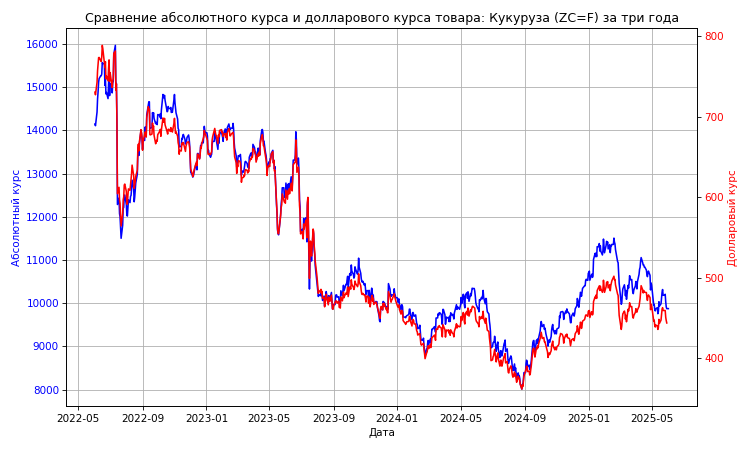 Сравнение абсолютного курса и долларового курса товара: Кукуруза (ZC=F) за три года
Абсолютный курс
16000
15000
14000
13000
12000
11000
10000
9000
8000
800
700
600
500
400
Долларовый курс
2022-05 2022-09 2023-01 2023-05 2023-09 2024-01 2024-05 2024-09 2025-01 2025-05
Дата